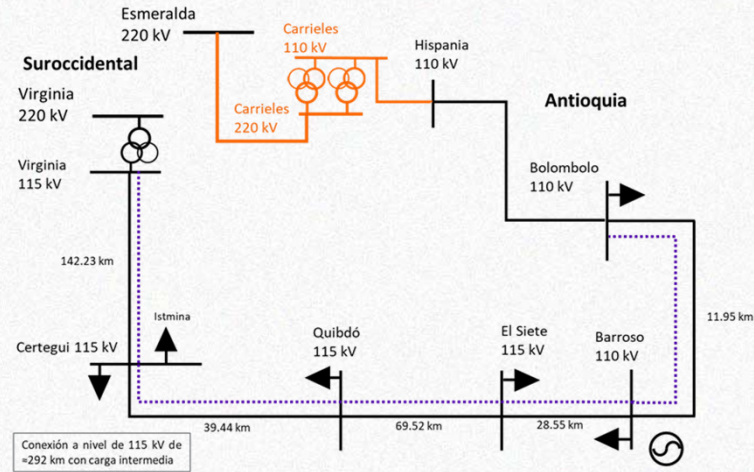 Esmeralda
220 kV
Carrieles
110 kV
Hispania
110 kV
Suroccidental
Virginia
220 kV
Carrieles
220 kV
Antioquia
Virginia
115 kV
Bolombolo
110 kV
142.23 km
11.95 km
Istmina
Quibdó
115 kV
El Siete
115 kV
Barroso
110 kV
Certegui 115 kV
39.44 km
69.52 km
28.55 km
Conexión a nivel de 115 kV de
≈292 km con carga intermedia